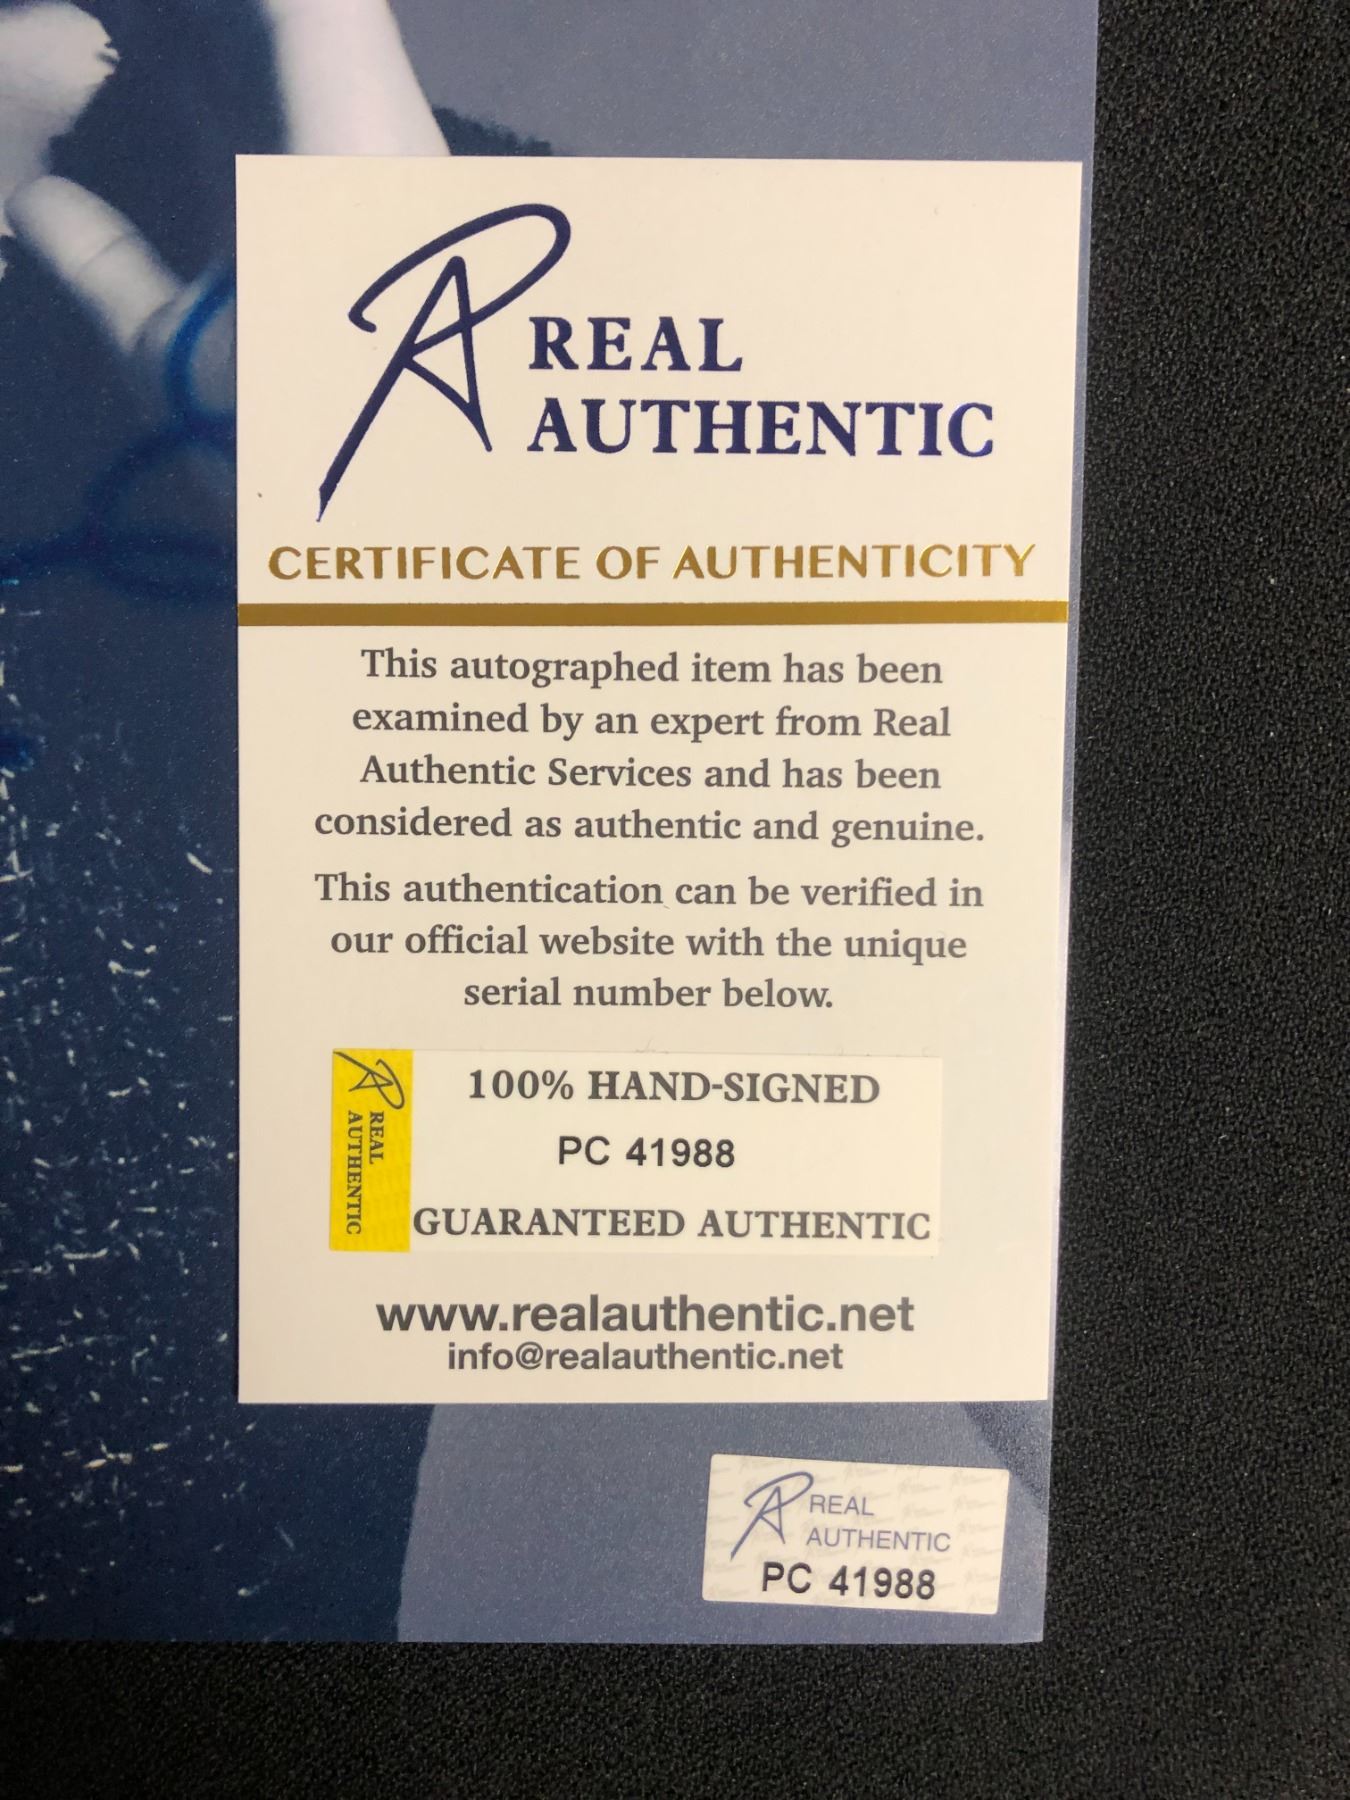 REAL
AUTHENTIC
CERTIFICATE OF AUTHENTICITY
This autographed item has been
examined by an expert from Real
Authentic Services and has been
considered as authentic and genuine.
This authentication can be verified in
our official website with the unique
serial number below.
REAL
AUTHENTIC
100% HAND-SIGNED
PC 41988
GUARANTEED AUTHENTIC
www.realauthentic.net
info@realauthentic.net
REAL
AUTHENTIC
PC 41988